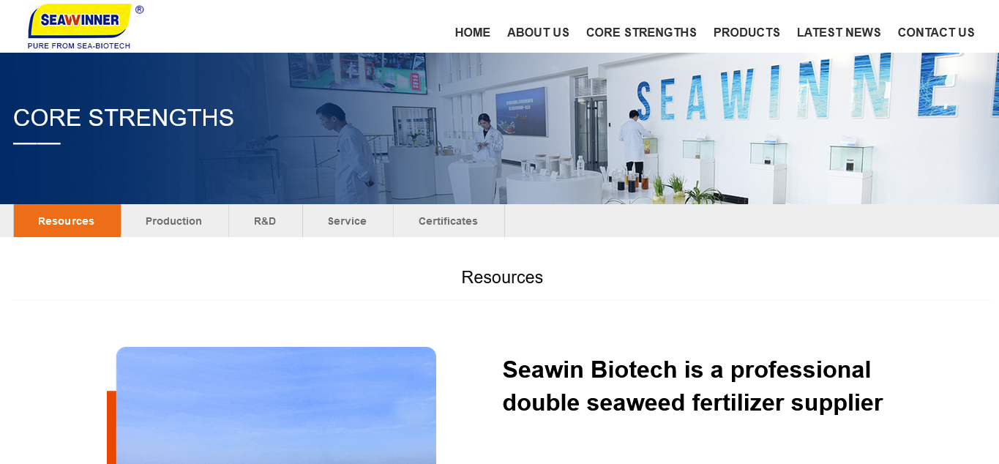 SEAWINNER ®
PURE FROM SEA-BIOTECH
HOME ABOUT US CORE STRENGTHS PRODUCTS LATEST NEWS CONTACT US
CORE STRENGTHS
SEAWINNE
Resources Production R&D Service Certificates
Resources
Seawin Biotech is a professional
double seaweed fertilizer supplier